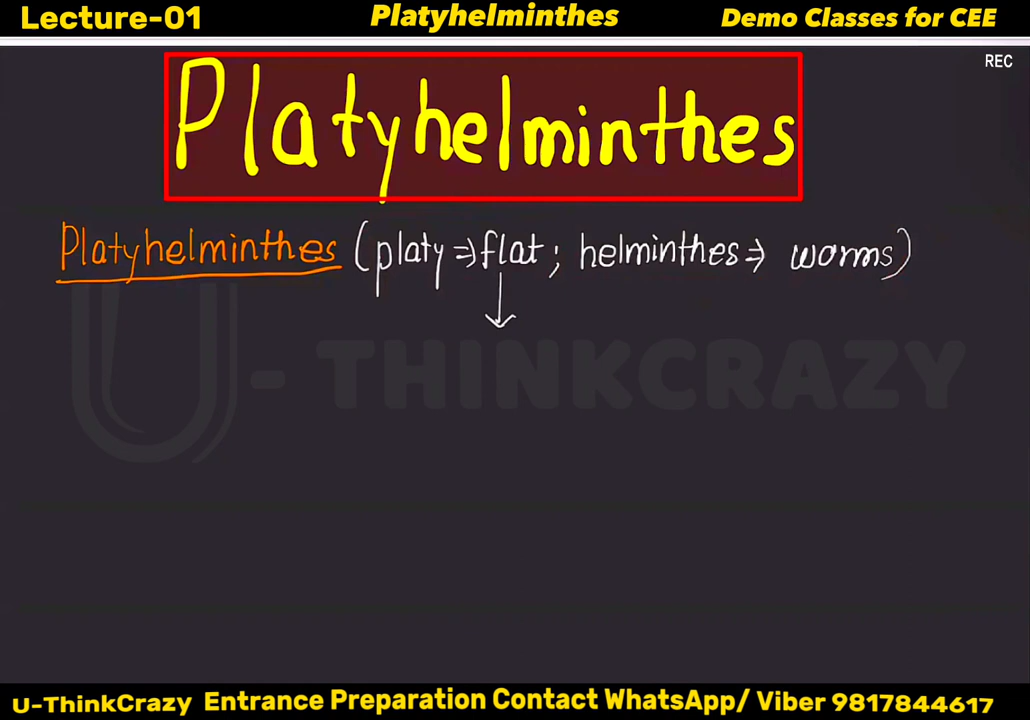 Lecture-01 Platyhelminthes Demo Classes for CEE
REC
Platyhelminthes
Platyhelminthes (platy ⇒ flat ; helminthes ⇒ worms)
U - THINKCRAZY
U-ThinkCrazy Entrance Preparation Contact WhatsApp/ Viber 9817844617